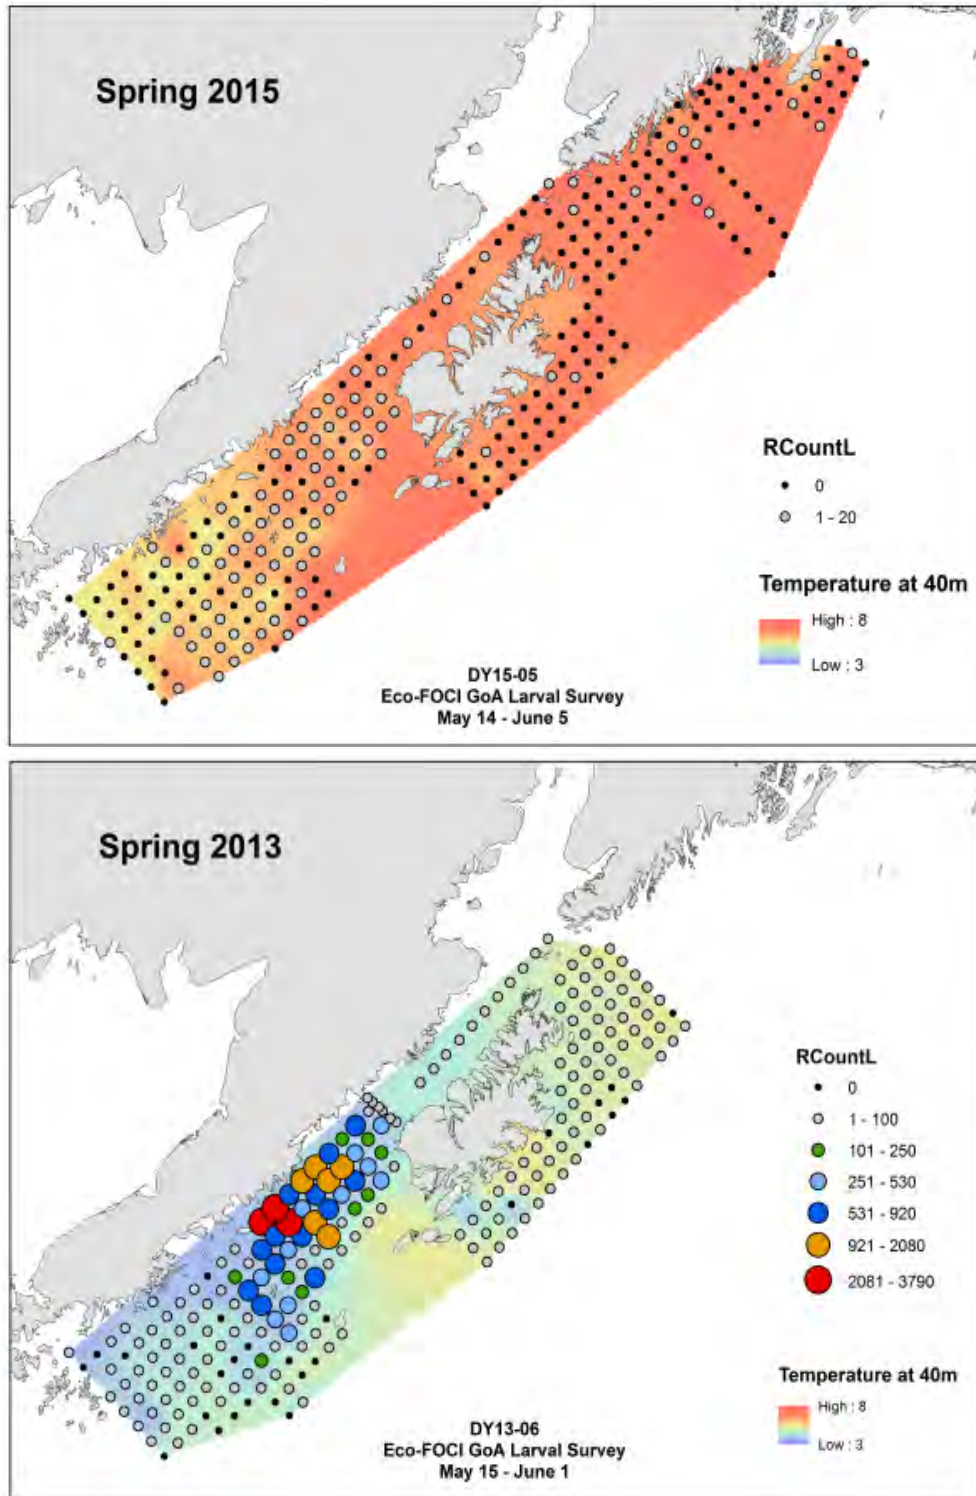 Spring 2015
RCountL
0
1 - 20
Temperature at 40m
High : 8
Low : 3
DY15-05
Eco-FOCI GoA Larval Survey
May 14 - June 5
Spring 2013
RCountL
0
1 - 100
101 - 250
251 - 530
531 - 920
921 - 2080
2081 - 3790
Temperature at 40m
High : 8
Low : 3
DY13-06
Eco-FOCI GoA Larval Survey
May 15 - June 1